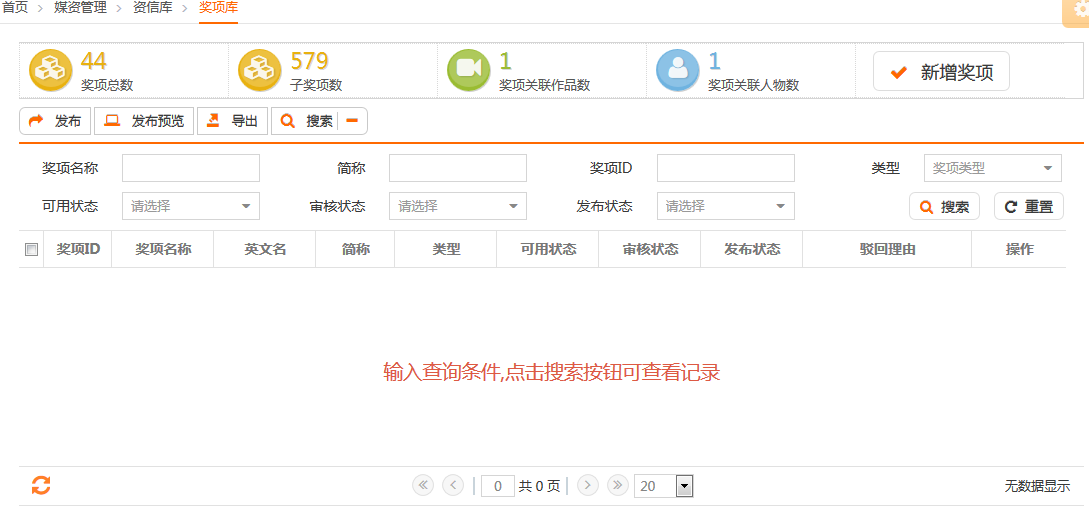 首页 > 媒资管理 > 资信库 > 奖项库
44 579 1 1
奖项总数 子奖项数 奖项关联作品数 奖项关联人物数 新增奖项
发布 发布预览 导出 搜索
奖项名称 简称 奖项ID 类型 奖项类型
可用状态 请选择 审核状态 请选择 发布状态 请选择 搜索 重置
奖项ID 奖项名称 英文名 简称 类型 可用状态 审核状态 发布状态 驳回理由 操作
输入查询条件,点击搜索按钮可查看记录
0 共 0 页 20 无数据显示